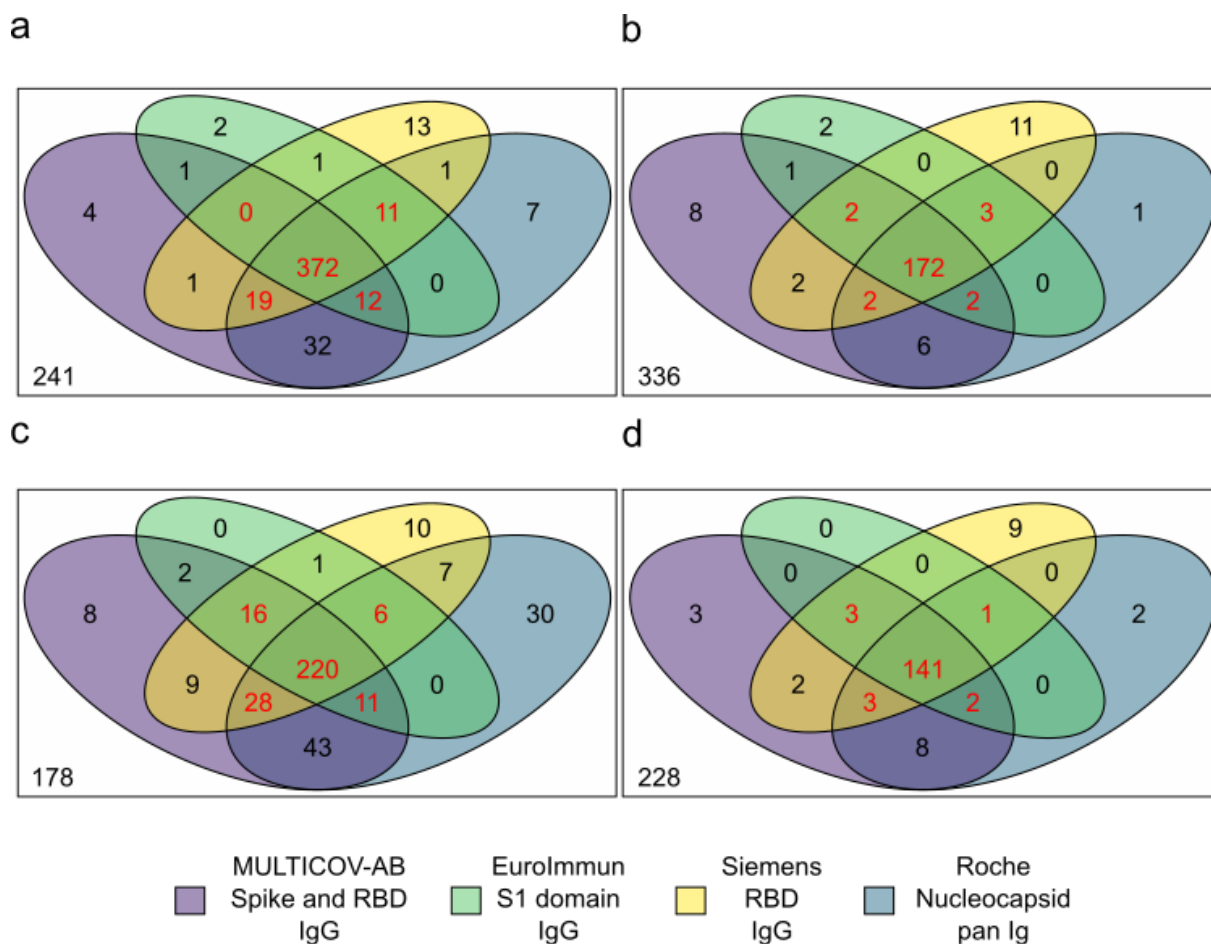 a b
2 13 2 11
1 1 1 1 0 0
4 0 11 7 8 2 3 1
1 372 0 2 172 0
19 12 2 2
32 6
241 336
c d
0 10 0 9
2 1 7 0 0 0
8 16 6 30 3 3 1 2
9 220 0 2 141 0
28 11 3 2
43 8
178 228
MULTICOV-AB EuroImmun Siemens Roche
Spike and RBD S1 domain RBD Nucleocapsid
IgG IgG IgG pan Ig